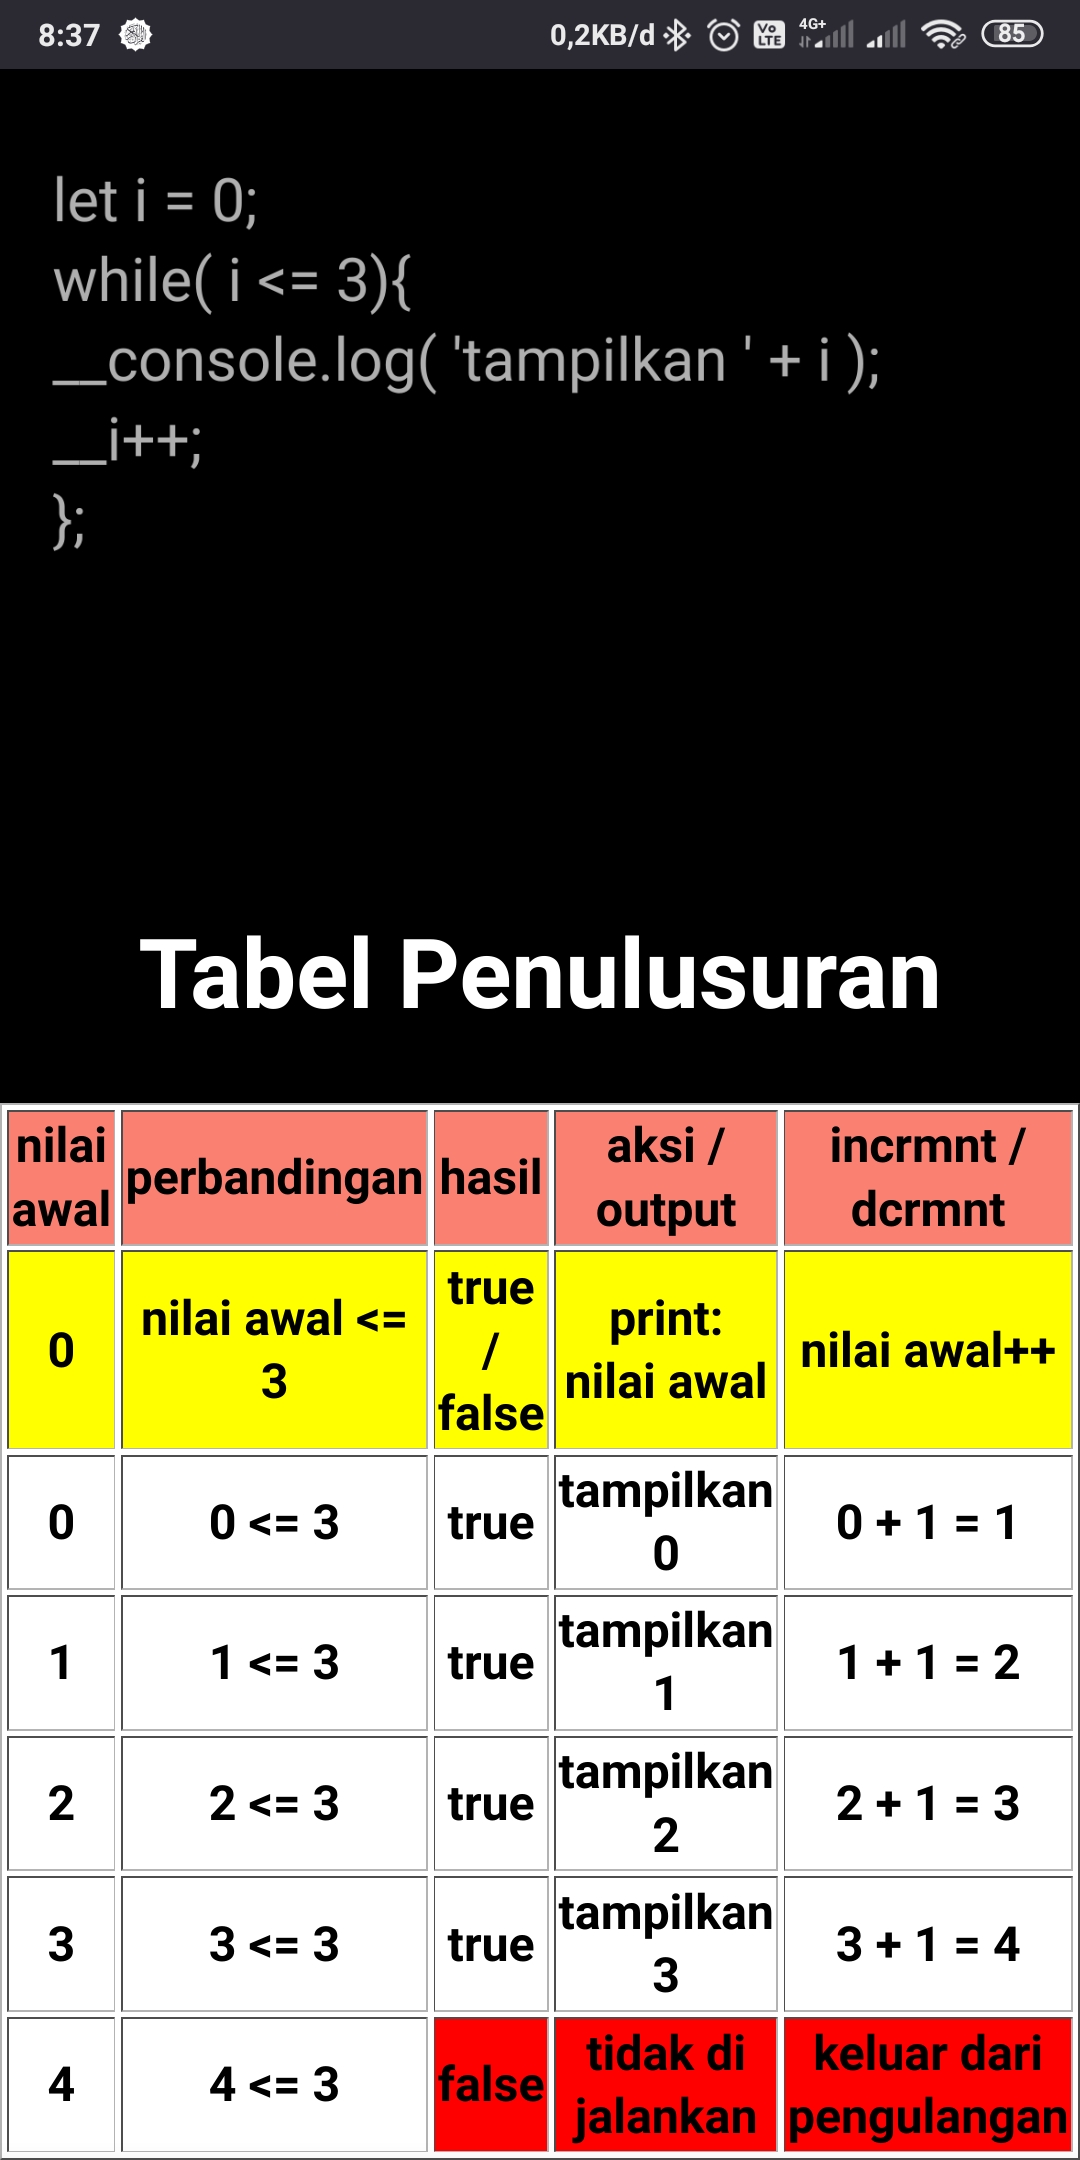 8:37 0,2KB/d Vo LTE 4G+ 85
let i = 0;
while( i <= 3){
__console.log( 'tampilkan ' + i );
__i++;
};
Tabel Penulusuran
nilai awal perbandingan hasil aksi / output incrmnt / dcrmnt
0 nilai awal <= 3 true / false print: nilai awal nilai awal++
0 0 <= 3 true tampilkan 0 0 + 1 = 1
1 1 <= 3 true tampilkan 1 1 + 1 = 2
2 2 <= 3 true tampilkan 2 2 + 1 = 3
3 3 <= 3 true tampilkan 3 3 + 1 = 4
4 4 <= 3 false tidak di jalankan keluar dari pengulangan